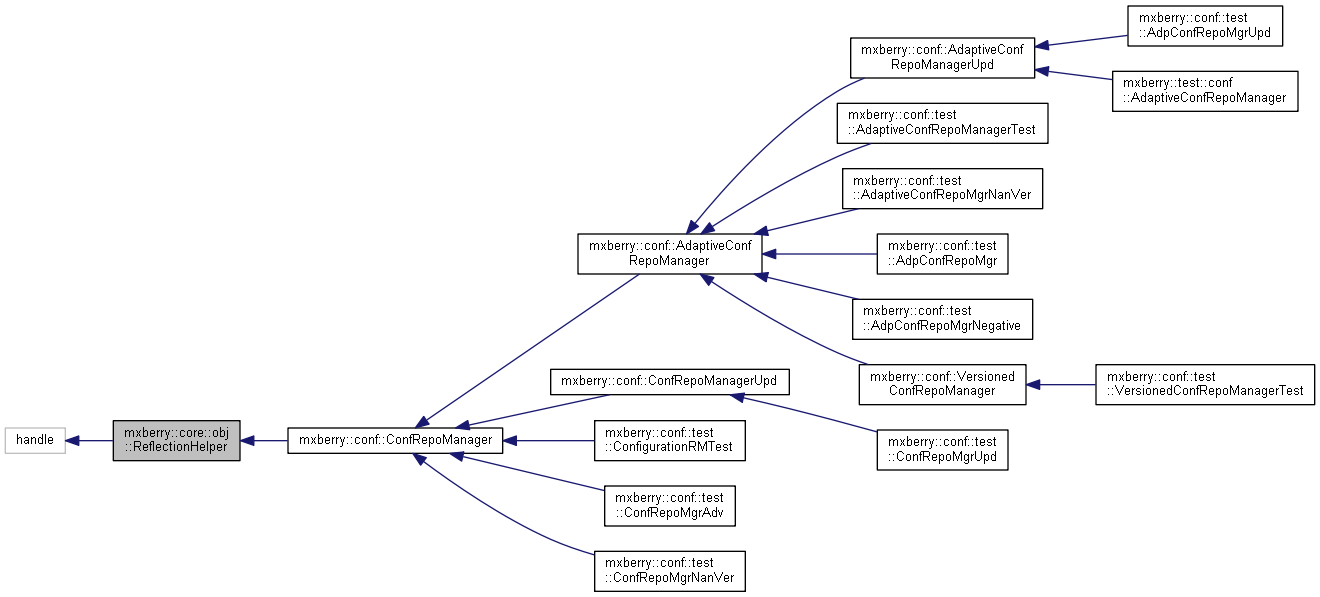 handle
mxberry::core::obj
::ReflectionHelper
mxberry::conf::ConfRepoManager
mxberry::conf::AdaptiveConf
RepoManager
mxberry::conf::AdaptiveConf
RepoManagerUpd
mxberry::conf::test
::AdpConfRepoMgrUpd
mxberry::test::conf
::AdaptiveConfRepoManager
mxberry::conf::test
::AdaptiveConfRepoManagerTest
mxberry::conf::test
::AdaptiveConfRepoMgrNanVer
mxberry::conf::test
::AdpConfRepoMgr
mxberry::conf::test
::AdpConfRepoMgrNegative
mxberry::conf::Versioned
ConfRepoManager
mxberry::conf::test
::VersionedConfRepoManagerTest
mxberry::conf::ConfRepoManagerUpd
mxberry::conf::test
::ConfRepoMgrUpd
mxberry::conf::test
::ConfigurationRMTest
mxberry::conf::test
::ConfRepoMgrAdv
mxberry::conf::test
::ConfRepoMgrNanVer